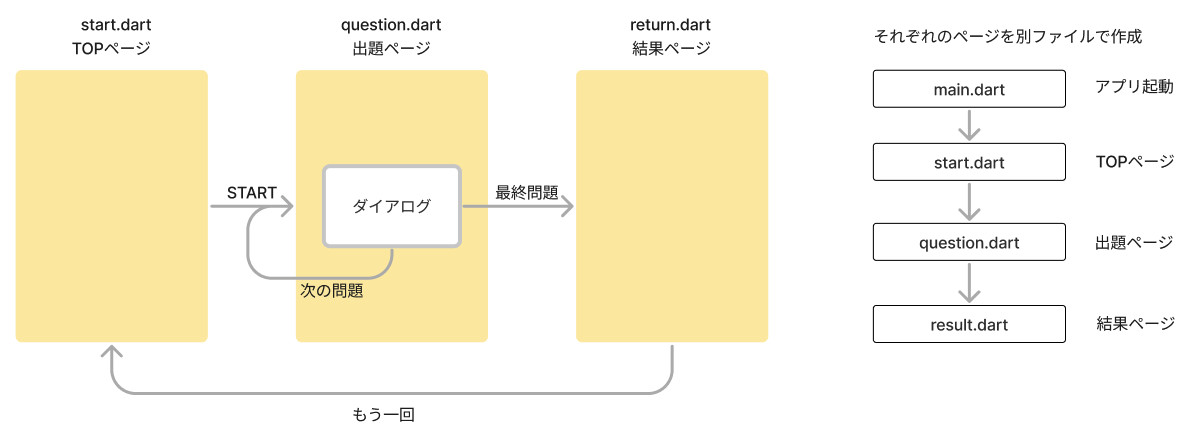 start.dart
TOPページ
question.dart
出題ページ
return.dart
結果ページ
START
ダイアログ
最終問題
次の問題
もう一回
それぞれのページを別ファイルで作成
main.dart
アプリ起動
start.dart
TOPページ
question.dart
出題ページ
result.dart
結果ページ